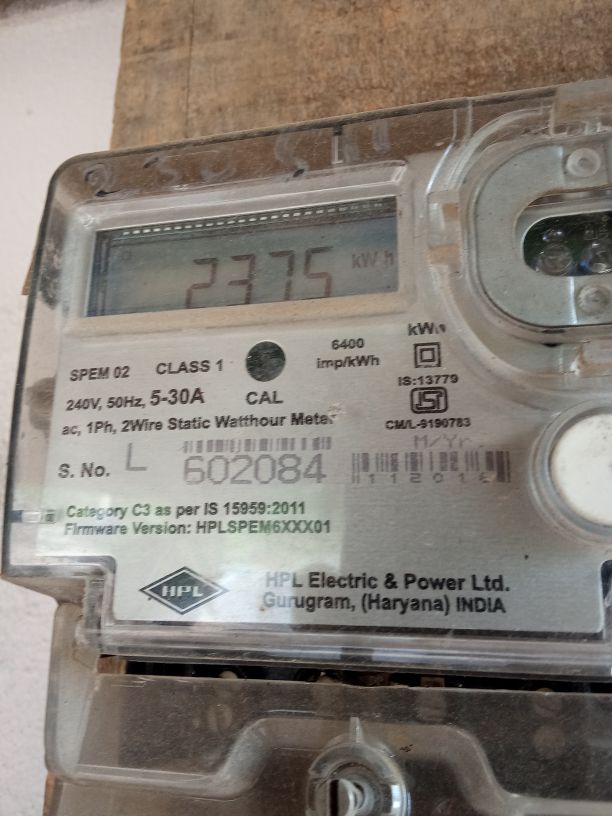 2375 kW h
SPEM 02 CLASS 1
6400 imp/kWh
kWh
240V, 50Hz, 5-30A CAL
IS:13779
ISI
CM/L-9190783
ac, 1Ph, 2Wire Static Watthour Meter
M/Yr.
S. No. L 602084
Category C3 as per IS 15959:2011
Firmware Version: HPLSPEM6XXX01
HPL
HPL Electric & Power Ltd.
Gurugram, (Haryana) INDIA